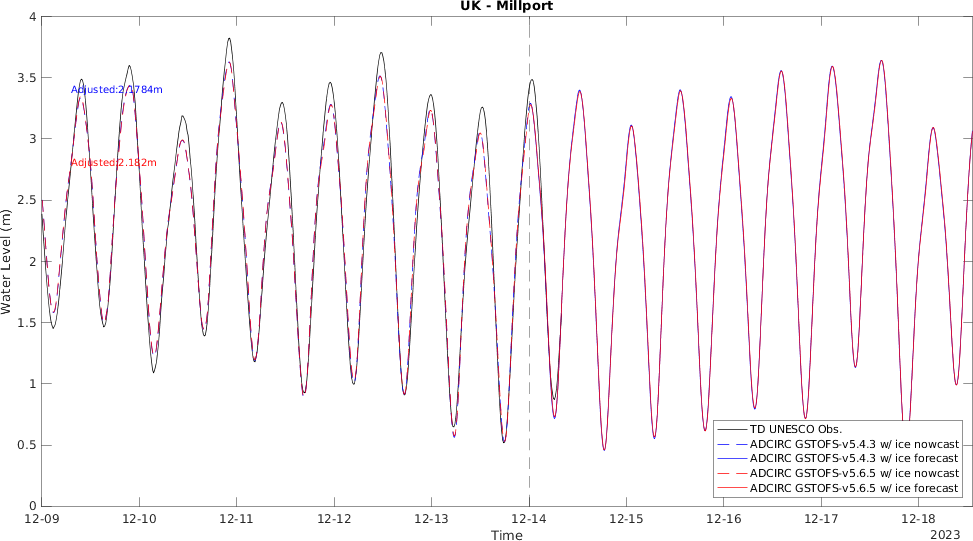 UK - Millport
4
3.5
3
2.5
2
1.5
1
0.5
0
Water Level (m)
Adjusted:2.1784m
Adjusted:2.182m
TD UNESCO Obs.
ADCIRC GSTOFS-v5.4.3 w/ ice nowcast
ADCIRC GSTOFS-v5.4.3 w/ ice forecast
ADCIRC GSTOFS-v5.6.5 w/ ice nowcast
ADCIRC GSTOFS-v5.6.5 w/ ice forecast
12-09 12-10 12-11 12-12 12-13 12-14 12-15 12-16 12-17 12-18
Time
2023